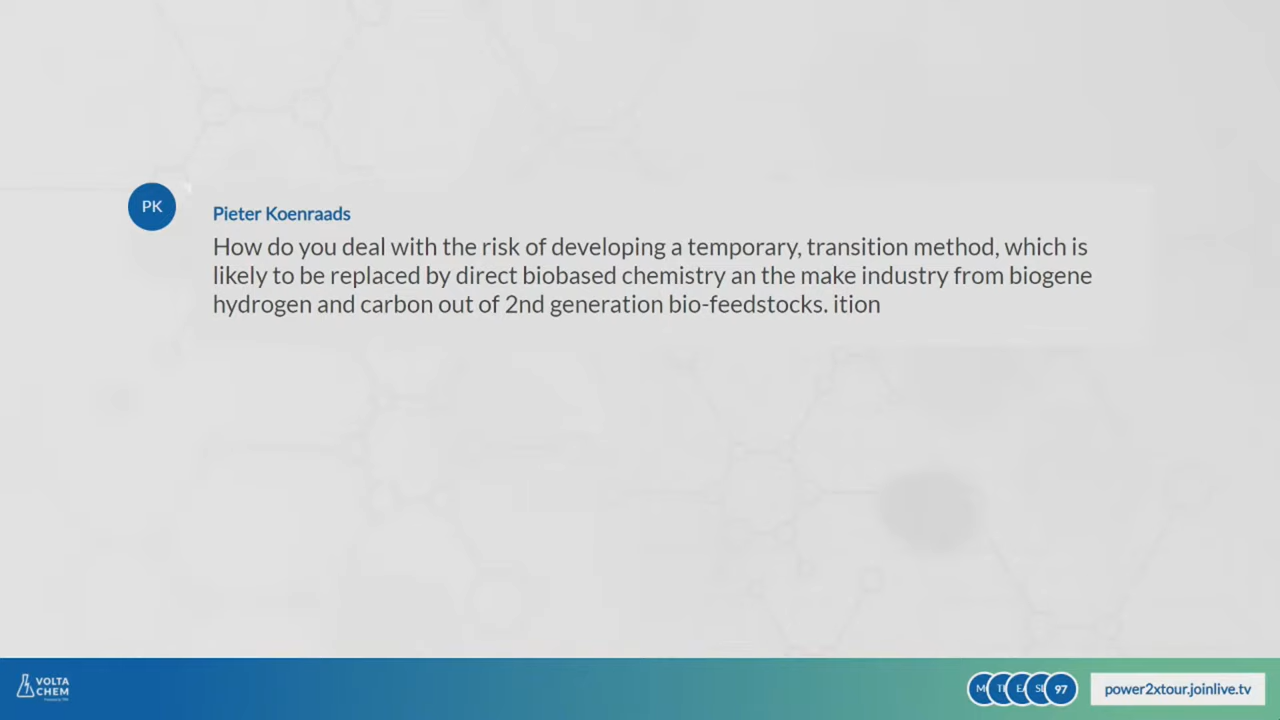 PK
Pieter Koenraads
How do you deal with the risk of developing a temporary, transition method, which is
likely to be replaced by direct biobased chemistry an the make industry from biogene
hydrogen and carbon out of 2nd generation bio-feedstocks. ition
VOLTA
CHEM
97
power2xtour.joinlive.tv